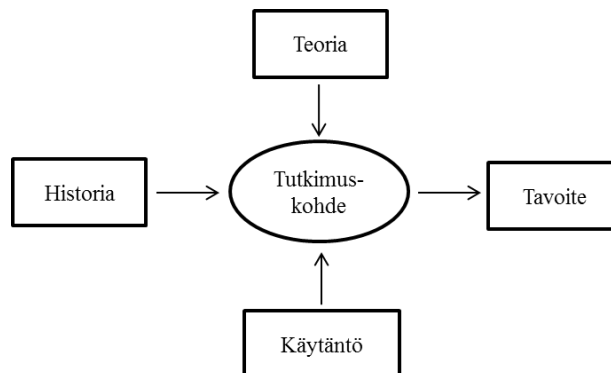 Teoria
Historia
Tutkimus-
kohde
Tavoite
Käytäntö